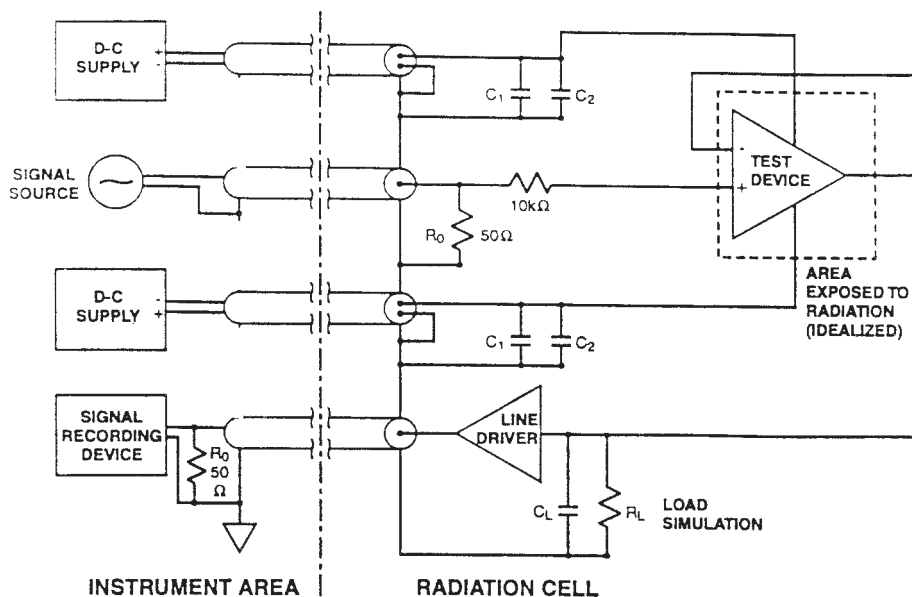 D-C
SUPPLY
+
-
C1
C2
-
+
TEST
DEVICE
SIGNAL
SOURCE
10kΩ
R0
50Ω
AREA
EXPOSED TO
RADIATION
(IDEALIZED)
D-C
SUPPLY
-
+
C1
C2
SIGNAL
RECORDING
DEVICE
R0
50
Ω
LINE
DRIVER
CL
RL
LOAD
SIMULATION
INSTRUMENT AREA
RADIATION CELL